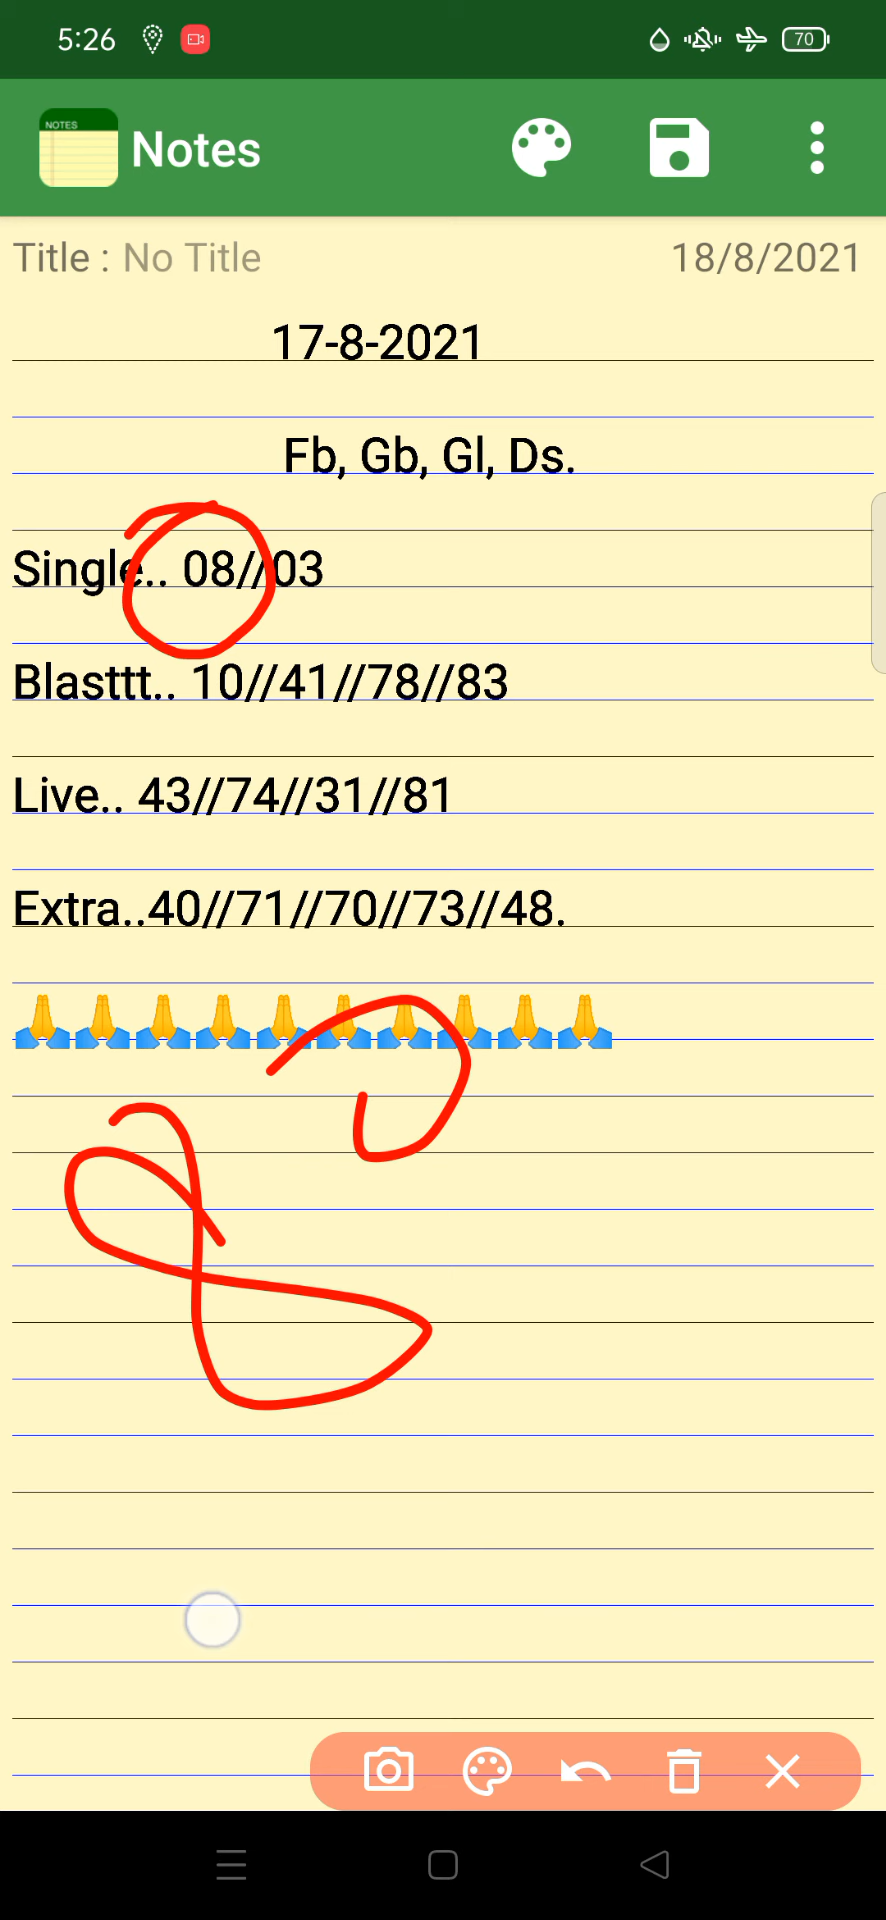 5:26
70
NOTES
Notes
Title : No Title
18/8/2021
17-8-2021
Fb, Gb, Gl, Ds.
Single.. 08//03
Blasttt.. 10//41//78//83
Live.. 43//74//31//81
Extra..40//71//70//73//48.
🙏🙏🙏🙏🙏🙏🙏🙏🙏🙏